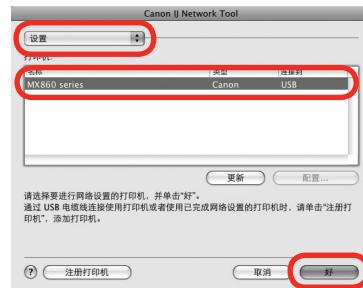 Canon IJ Network Tool
设置
打印机:
名称 类型 连接到
MX860 series Canon USB
更新 配置...
请选择要进行网络设置的打印机，并单击“好”。
通过 USB 电缆线连接使用打印机或者使用已完成网络设置的打印机时，请单击“注册打
印机”，添加打印机。
? 注册打印机 取消 好